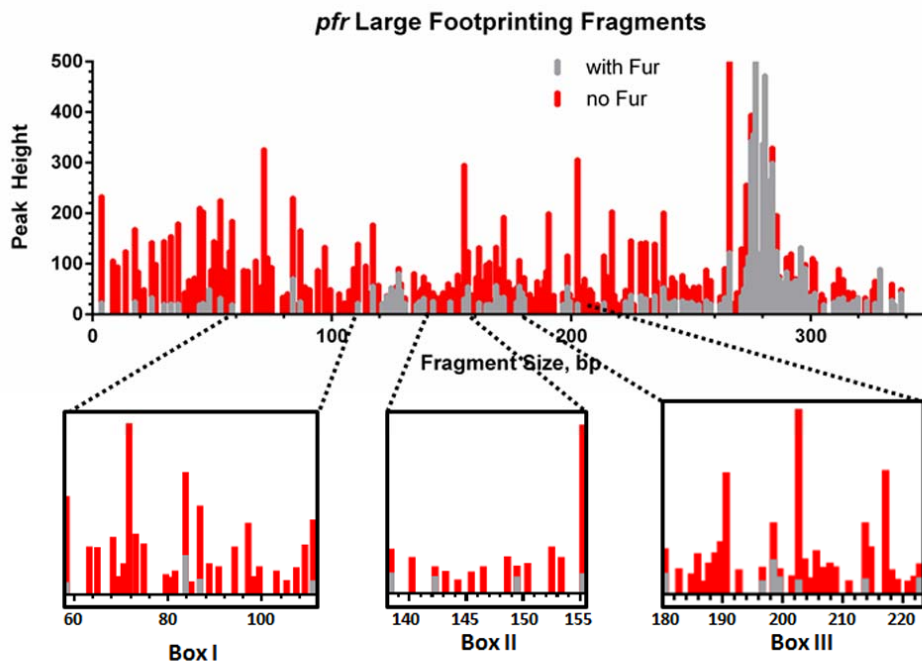 pfr Large Footprinting Fragments
with Fur
no Fur
Peak Height
500
400
300
200
100
0
0 100 200 300
Fragment Size, bp
60 80 100
140 145 150 155
180 190 200 210 220
Box I
Box II
Box III